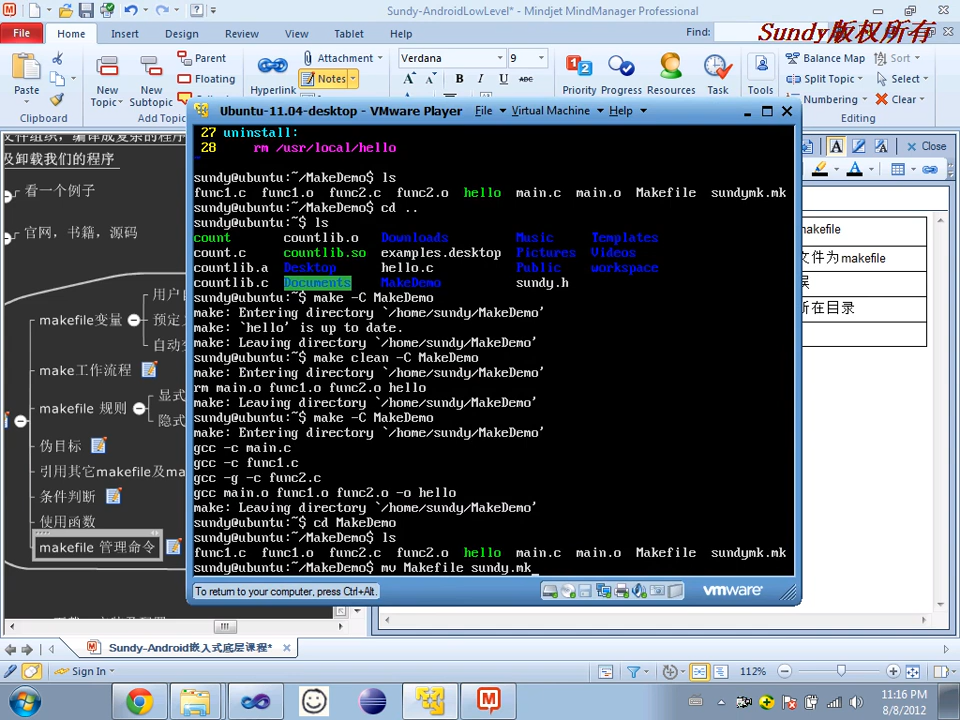 Sundy-AndroidLowLevel* - Mindjet MindManager Professional
Sundy版权所有
File Home Insert Design Review View Tablet Add-Ins Find:
Paste
Clipboard
New Topic
New Subtopic
Parent
Floating
Add Topic
Hyperlink
Attachment
Notes
Verdana 9
B I U ABC
Priority Progress Resources Task
Tools
Balance Map
Split Topic
Numbering
Sort
Select
Clear
Editing
Ubuntu-11.04-desktop - VMware Player File Virtual Machine Help
27 uninstall:
28 rm /usr/local/hello
~
sundy@ubuntu:~/MakeDemo$ ls
func1.c func1.o func2.c func2.o hello main.c main.o Makefile sundymk.mk
sundy@ubuntu:~/MakeDemo$ cd ..
sundy@ubuntu:~$ ls
count countlib.o Downloads Music Templates
count.c countlib.so examples.desktop Pictures Videos
countlib.a Desktop hello.c Public workspace
countlib.c Documents MakeDemo sundy.h
sundy@ubuntu:~$ make -C MakeDemo
make: Entering directory `/home/sundy/MakeDemo'
make: `hello' is up to date.
make: Leaving directory `/home/sundy/MakeDemo'
sundy@ubuntu:~$ make clean -C MakeDemo
make: Entering directory `/home/sundy/MakeDemo'
rm main.o func1.o func2.o hello
make: Leaving directory `/home/sundy/MakeDemo'
sundy@ubuntu:~$ make -C MakeDemo
make: Entering directory `/home/sundy/MakeDemo'
gcc -c main.c
gcc -c func1.c
gcc -g -c func2.c
gcc main.o func1.o func2.o -o hello
make: Leaving directory `/home/sundy/MakeDemo'
sundy@ubuntu:~$ cd MakeDemo
sundy@ubuntu:~/MakeDemo$ ls
func1.c func1.o func2.c func2.o hello main.c main.o Makefile sundymk.mk
sundy@ubuntu:~/MakeDemo$ mv Makefile sundy.mk_
To return to your computer, press Ctrl+Alt.
vmware
及卸载我们的程序
看一个例子
官网，书籍，源码
用户自
makefile变量
预定义
自动变
make工作流程
显式
makefile 规则
隐式
伪目标
引用其它makefile及ma
条件判断
使用函数
makefile 管理命令
Close
akefile
文件为makefile
误
所在目录
Sundy-Android嵌入式底层课程*
Sign In
112%
11:16 PM
8/8/2012